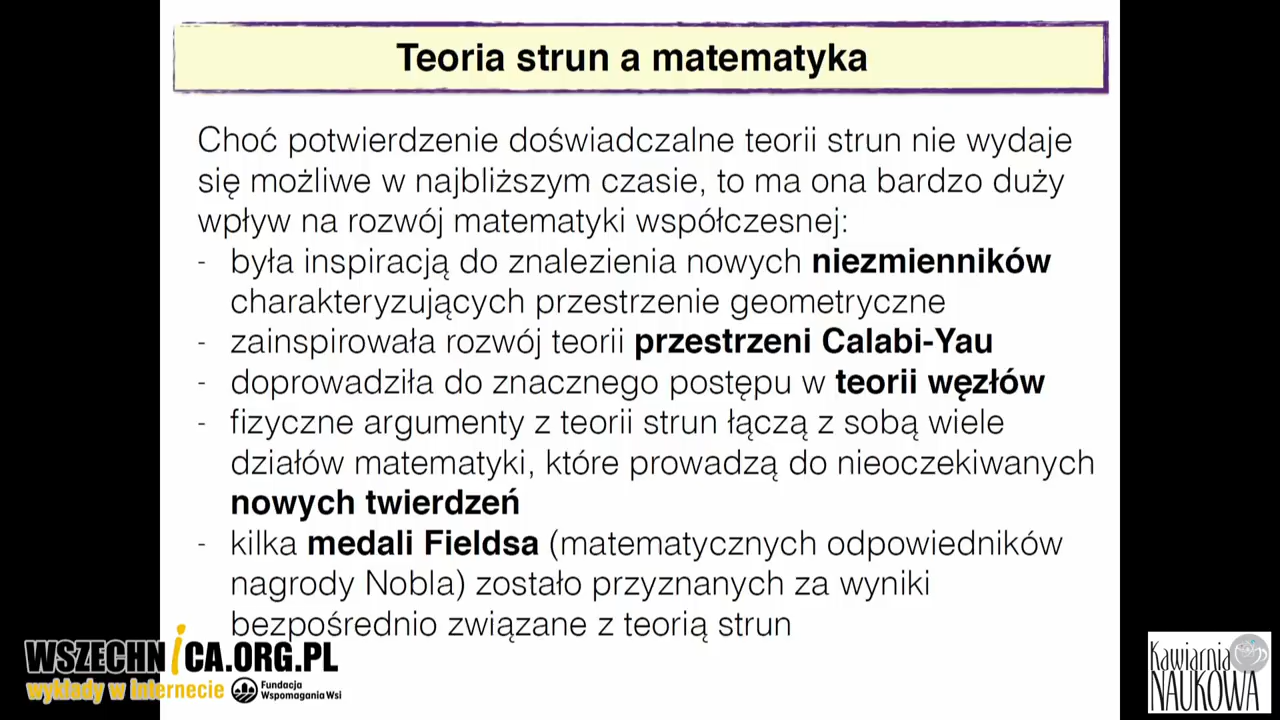 Teoria strun a matematyka
Choć potwierdzenie doświadczalne teorii strun nie wydaje
się możliwe w najbliższym czasie, to ma ona bardzo duży
wpływ na rozwój matematyki współczesnej:
- była inspiracją do znalezienia nowych niezmienników
charakteryzujących przestrzenie geometryczne
- zainspirowała rozwój teorii przestrzeni Calabi-Yau
- doprowadziła do znacznego postępu w teorii węzłów
- fizyczne argumenty z teorii strun łączą z sobą wiele
działów matematyki, które prowadzą do nieoczekiwanych
nowych twierdzeń
- kilka medali Fieldsa (matematycznych odpowiedników
nagrody Nobla) zostało przyznanych za wyniki
bezpośrednio związane z teorią strun
WSZECHNiCA.ORG.PL
wykłady w Internecie
Fundacja
Wspomagania Wsi
Kawiarnia
NAUKOWA